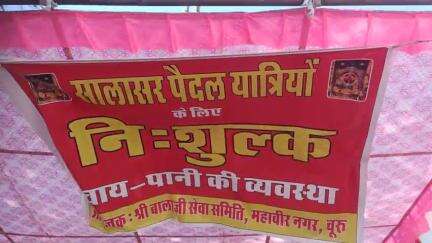 सालासर पैदल यात्रियों
के लिए
निःशुल्क
चाय-पानी की व्यवस्था
श्री बालाजी सेवा समिति, महावीर नगर, चूरू